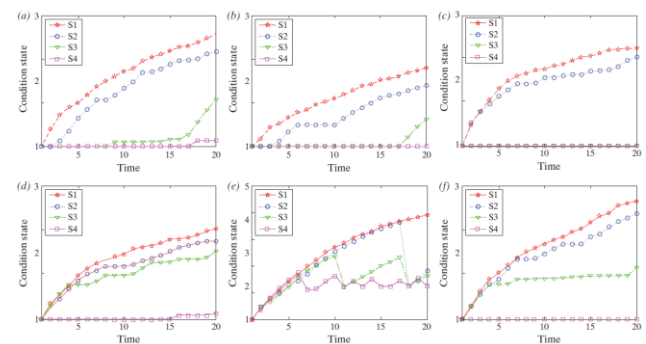 (a)
3
2
1
Condition state
S1
S2
S3
S4
5
10
15
20
Time
(b)
3
2
1
Condition state
S1
S2
S3
S4
5
10
15
20
Time
(c)
3
2
1
Condition state
S1
S2
S3
S4
5
10
15
20
Time
(d)
3
2
1
Condition state
S1
S2
S3
S4
5
10
15
20
Time
(e)
5
4
3
2
1
Condition state
S1
S2
S3
S4
5
10
15
20
Time
(f)
3
2
1
Condition state
S1
S2
S3
S4
5
10
15
20
Time